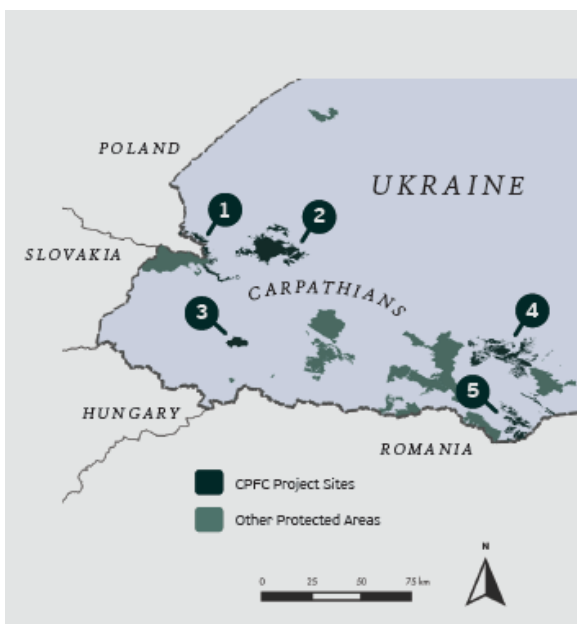 POLAND
UKRAINE
1
2
SLOVAKIA
CARPATHIANS
3
4
5
HUNGARY
ROMANIA
CPFC Project Sites
Other Protected Areas
N
0 25 50 75 km